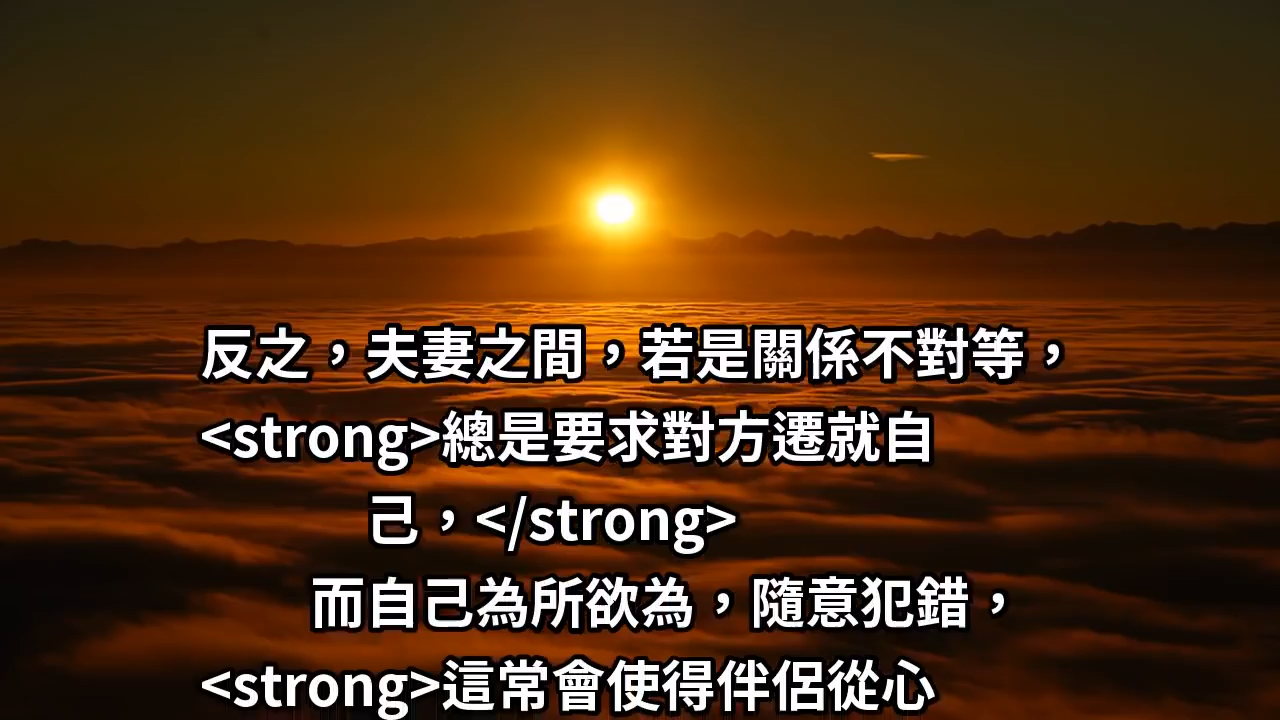 反之，夫妻之間，若是關係不對等，
<strong>總是要求對方遷就自
己，</strong>
而自己為所欲為，隨意犯錯，
<strong>這常會使得伴侶從心